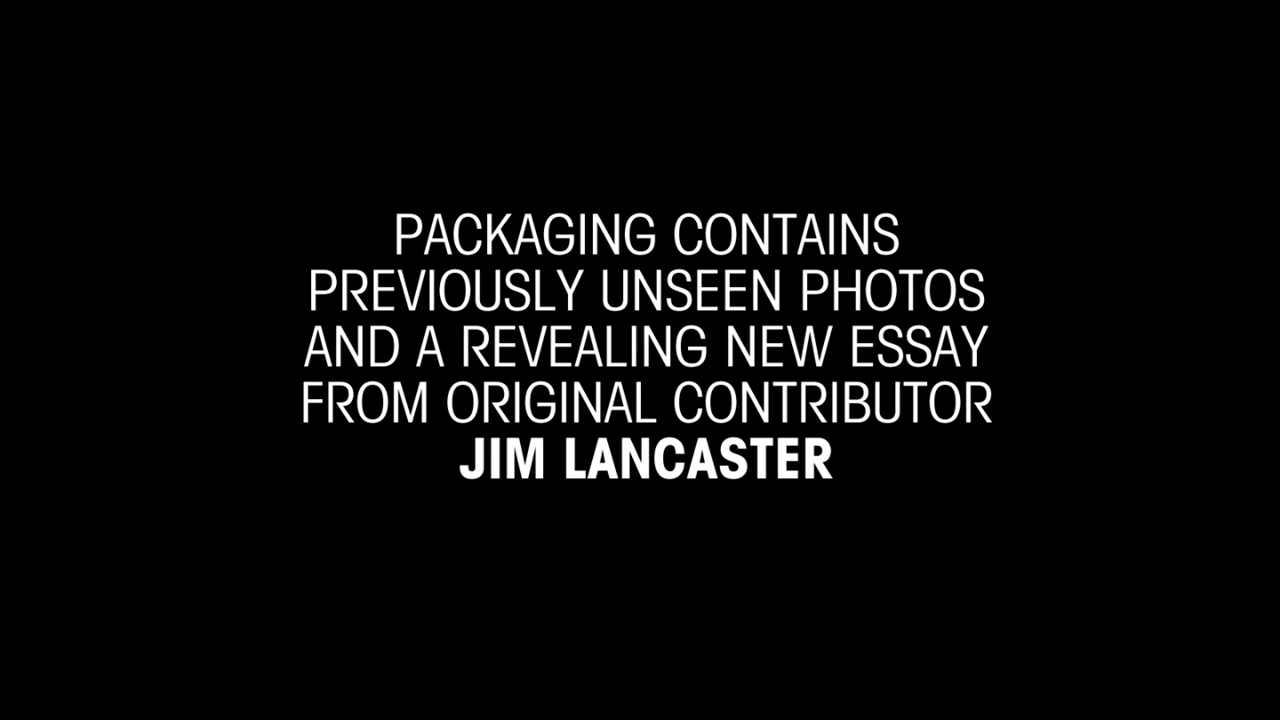 PACKAGING CONTAINS
PREVIOUSLY UNSEEN PHOTOS
AND A REVEALING NEW ESSAY
FROM ORIGINAL CONTRIBUTOR
JIM LANCASTER